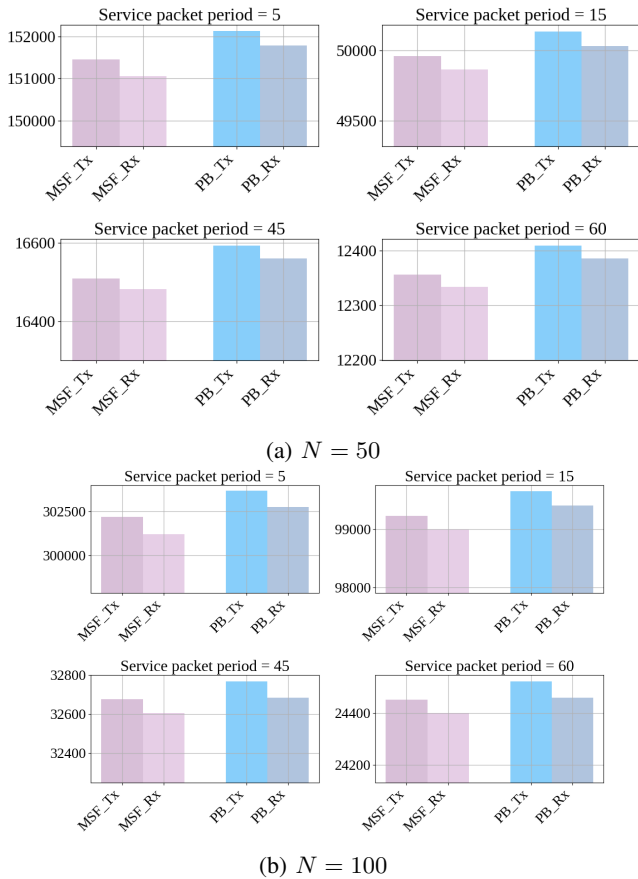 Service packet period = 5
152000
151000
150000
MSF_Tx
MSF_Rx
PB_Tx
PB_Rx
Service packet period = 15
50000
49500
MSF_Tx
MSF_Rx
PB_Tx
PB_Rx
Service packet period = 45
16600
16400
MSF_Tx
MSF_Rx
PB_Tx
PB_Rx
Service packet period = 60
12400
12300
12200
MSF_Tx
MSF_Rx
PB_Tx
PB_Rx
(a) N = 50
Service packet period = 5
302500
300000
MSF_Tx
MSF_Rx
PB_Tx
PB_Rx
Service packet period = 15
99000
98000
MSF_Tx
MSF_Rx
PB_Tx
PB_Rx
Service packet period = 45
32800
32600
32400
MSF_Tx
MSF_Rx
PB_Tx
PB_Rx
Service packet period = 60
24400
24200
MSF_Tx
MSF_Rx
PB_Tx
PB_Rx
(b) N = 100